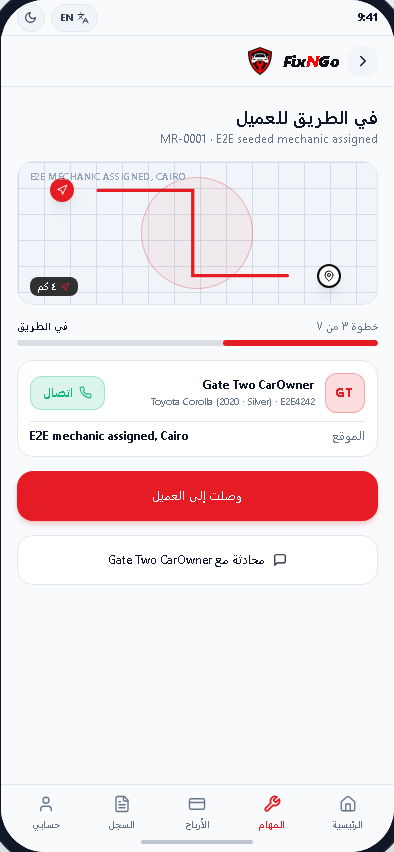 9:41
EN
FixNGo
في الطريق للعميل
MR-0001 · E2E seeded mechanic assigned
E2E MECHANIC ASSIGNED, CAIRO
٤ كم
خطوة ٣ من ٧
في الطريق
GT
Gate Two CarOwner
Toyota Corolla (2020 · Silver) · E2E4242
اتصال
الموقع
E2E mechanic assigned, Cairo
وصلت إلى العميل
محادثة مع Gate Two CarOwner
الرئيسية
المهام
الأرباح
السجل
حسابي